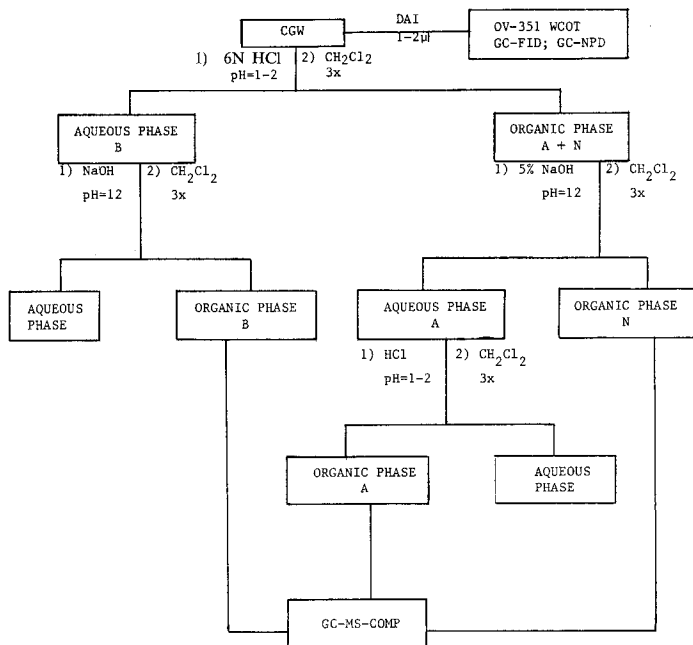 CGW
DAI
1-2µl
OV-351 WCOT
GC-FID; GC-NPD
1) 6N HCl 2) CH2Cl2
pH=1-2 3x
AQUEOUS PHASE
B
ORGANIC PHASE
A + N
1) NaOH 2) CH2Cl2
pH=12 3x
1) 5% NaOH 2) CH2Cl2
pH=12 3x
AQUEOUS
PHASE
ORGANIC PHASE
B
AQUEOUS PHASE
A
ORGANIC PHASE
N
1) HCl 2) CH2Cl2
pH=1-2 3x
ORGANIC PHASE
A
AQUEOUS
PHASE
GC-MS-COMP